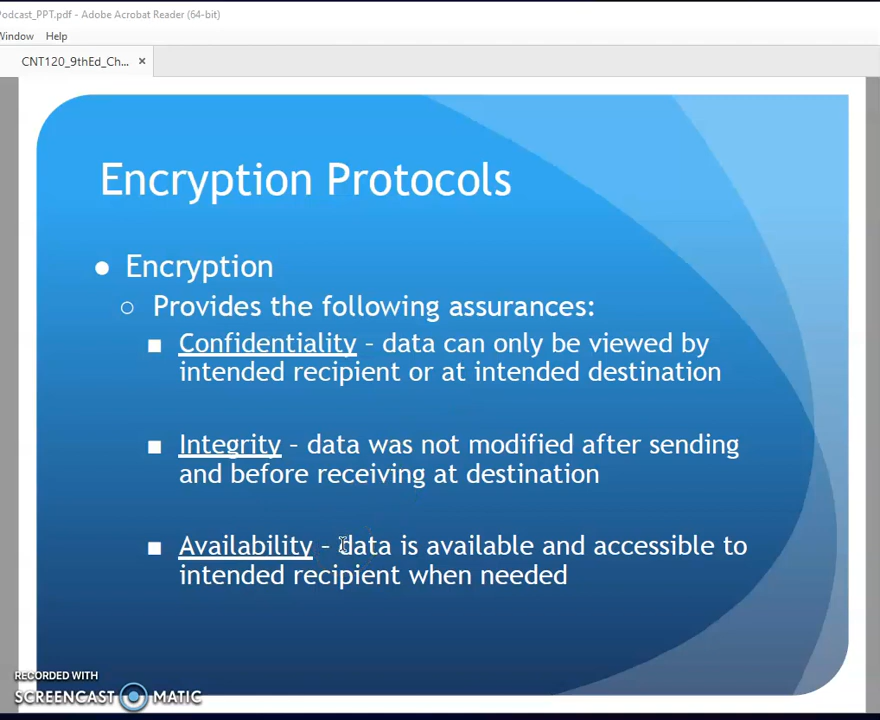 Podcast_PPT.pdf - Adobe Acrobat Reader (64-bit)
Window Help
CNT120_9thEd_Ch... ×
Encryption Protocols
● Encryption
○ Provides the following assurances:
■ Confidentiality – data can only be viewed by
intended recipient or at intended destination
■ Integrity – data was not modified after sending
and before receiving at destination
■ Availability – data is available and accessible to
intended recipient when needed
RECORDED WITH
SCREENCAST MATIC